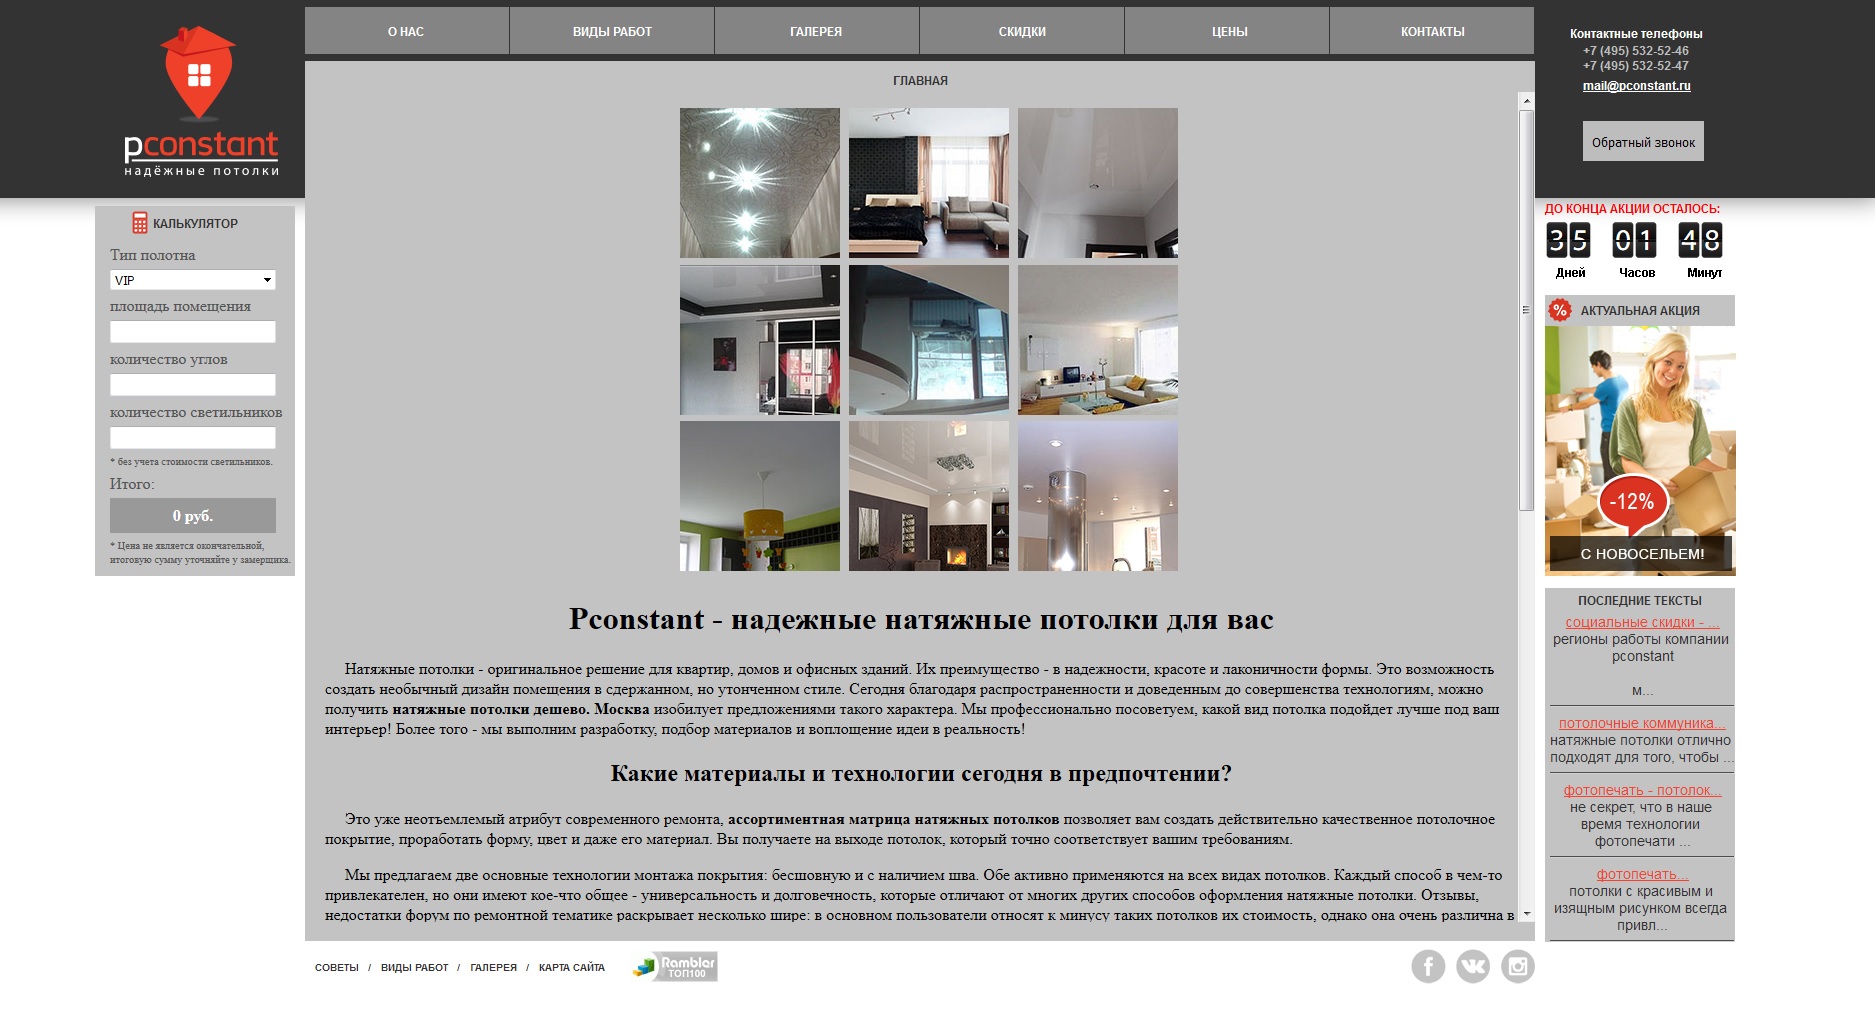 pconstant
надёжные потолки
О НАС
ВИДЫ РАБОТ
ГАЛЕРЕЯ
СКИДКИ
ЦЕНЫ
КОНТАКТЫ
Контактные телефоны
+7 (495) 532-52-46
+7 (495) 532-52-47
mail@pconstant.ru
Обратный звонок
КАЛЬКУЛЯТОР
Тип полотна
VIP
площадь помещения
количество углов
количество светильников
* без учета стоимости светильников.
Итого:
0 руб.
* Цена не является окончательной,
итоговую сумму уточняйте у замерщика.
ГЛАВНАЯ
Pconstant - надежные натяжные потолки для вас
Натяжные потолки - оригинальное решение для квартир, домов и офисных зданий. Их преимущество - в надежности, красоте и лаконичности формы. Это возможность
создать необычный дизайн помещения в сдержанном, но утонченном стиле. Сегодня благодаря распространенности и доведенным до совершенства технологиям, можно
получить натяжные потолки дешево. Москва изобилует предложениями такого характера. Мы профессионально посоветуем, какой вид потолка подойдет лучше под ваш
интерьер! Более того - мы выполним разработку, подбор материалов и воплощение идеи в реальность!
Какие материалы и технологии сегодня в предпочтении?
Это уже неотъемлемый атрибут современного ремонта, ассортиментная матрица натяжных потолков позволяет вам создать действительно качественное потолочное
покрытие, проработать форму, цвет и даже его материал. Вы получаете на выходе потолок, который точно соответствует вашим требованиям.
Мы предлагаем две основные технологии монтажа покрытия: бесшовную и с наличием шва. Обе активно применяются на всех видах потолков. Каждый способ в чем-то
привлекателен, но они имеют кое-что общее - универсальность и долговечность, которые отличают от многих других способов оформления натяжные потолки. Отзывы,
недостатки форум по ремонтной тематике раскрывает несколько шире: в основном пользователи относят к минусу таких потолков их стоимость, однако она очень различна в
ДО КОНЦА АКЦИИ ОСТАЛОСЬ:
35 01 48
Дней Часов Минут
% АКТУАЛЬНАЯ АКЦИЯ
-12%
С НОВОСЕЛЬЕМ!
ПОСЛЕДНИЕ ТЕКСТЫ
социальные скидки - ...
регионы работы компании
pconstant
м...
потолочные коммуника...
натяжные потолки отлично
подходят для того, чтобы ...
фотопечать - потолок...
не секрет, что в наше
время технологии
фотопечати ...
фотопечать...
потолки с красивым и
изящным рисунком всегда
привл...
СОВЕТЫ / ВИДЫ РАБОТ / ГАЛЕРЕЯ / КАРТА САЙТА
Rambler
ТОП100